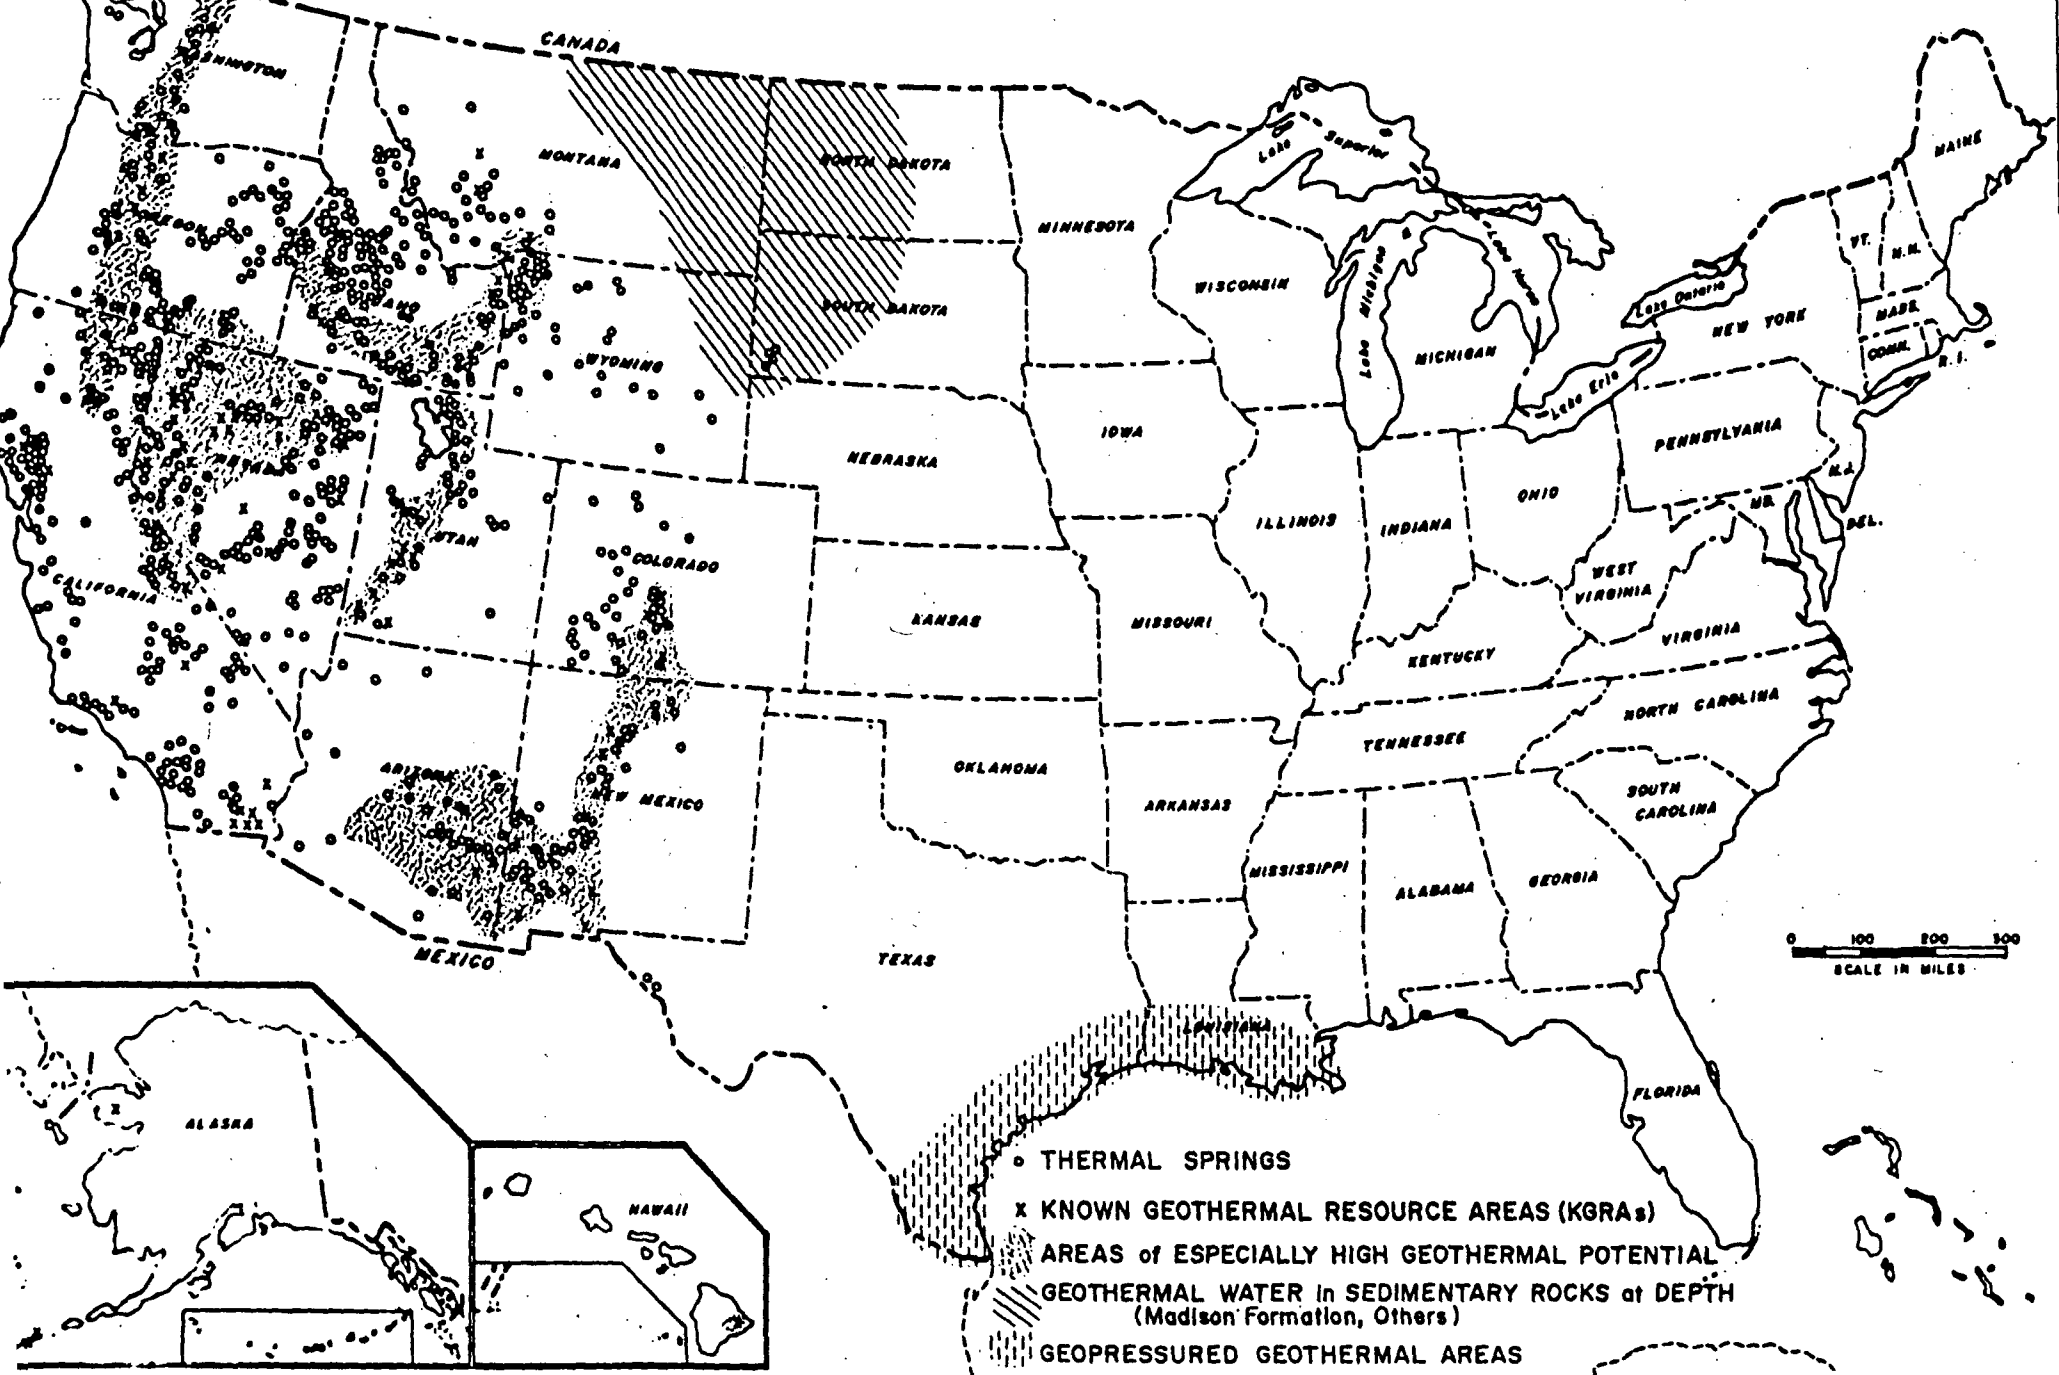 CANADA
SHINGTON
MONTANA
NORTH DAKOTA
MINNESOTA
Lake Superior
MAINE
VT.
N.H.
WISCONSIN
Lake Michigan
Lake Huron
MICHIGAN
Lake Ontario
NEW YORK
MASS.
CONN.
R.I.
SOUTH DAKOTA
WYOMING
Lake Erie
IOWA
NEBRASKA
PENNSYLVANIA
N.J.
NEVADA
OHIO
MD.
DEL.
ILLINOIS
INDIANA
UTAH
COLORADO
WEST
VIRGINIA
CALIFORNIA
KANSAS
MISSOURI
VIRGINIA
KENTUCKY
NORTH CAROLINA
TENNESSEE
ARIZONA
NEW MEXICO
OKLAHOMA
ARKANSAS
SOUTH
CAROLINA
MISSISSIPPI
ALABAMA
GEORGIA
MEXICO
TEXAS
0 100 200 300
SCALE IN MILES
LOUISIANA
FLORIDA
ALASKA
HAWAII
THERMAL SPRINGS
x KNOWN GEOTHERMAL RESOURCE AREAS (KGRAs)
AREAS of ESPECIALLY HIGH GEOTHERMAL POTENTIAL
GEOTHERMAL WATER in SEDIMENTARY ROCKS at DEPTH
(Madison Formation, Others)
GEOPRESSURED GEOTHERMAL AREAS